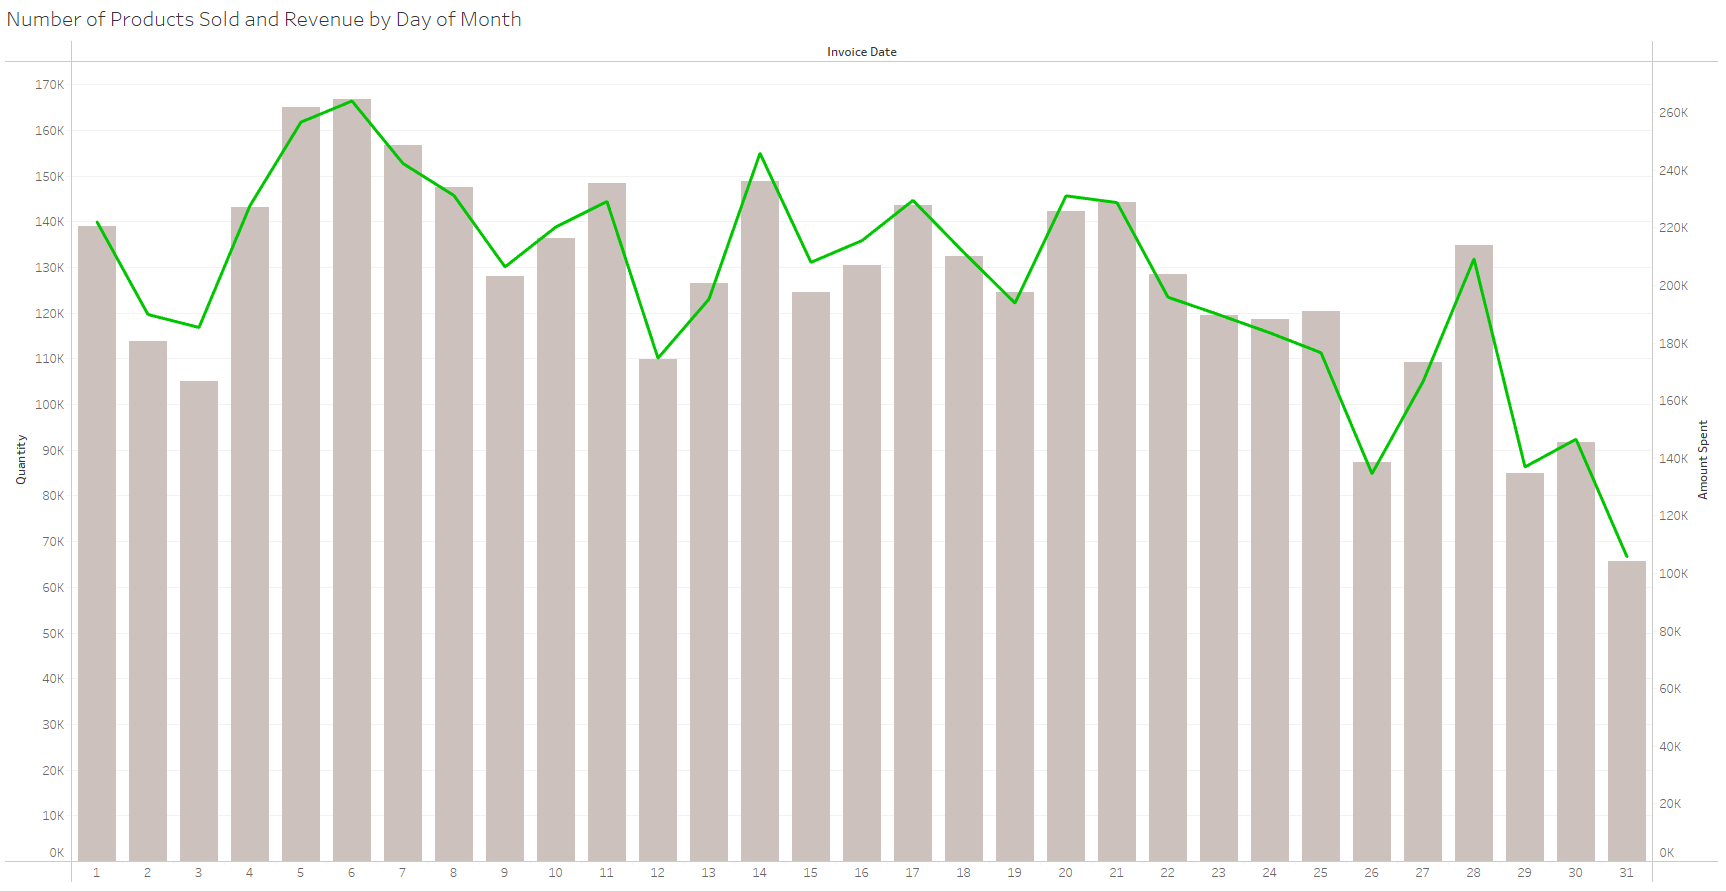 Number of Products Sold and Revenue by Day of Month
Invoice Date
170K
160K
150K
140K
130K
120K
110K
100K
90K
80K
70K
60K
50K
40K
30K
20K
10K
0K
Quantity
260K
240K
220K
200K
180K
160K
140K
120K
100K
80K
60K
40K
20K
0K
Amount Spent
1 2 3 4 5 6 7 8 9 10 11 12 13 14 15 16 17 18 19 20 21 22 23 24 25 26 27 28 29 30 31